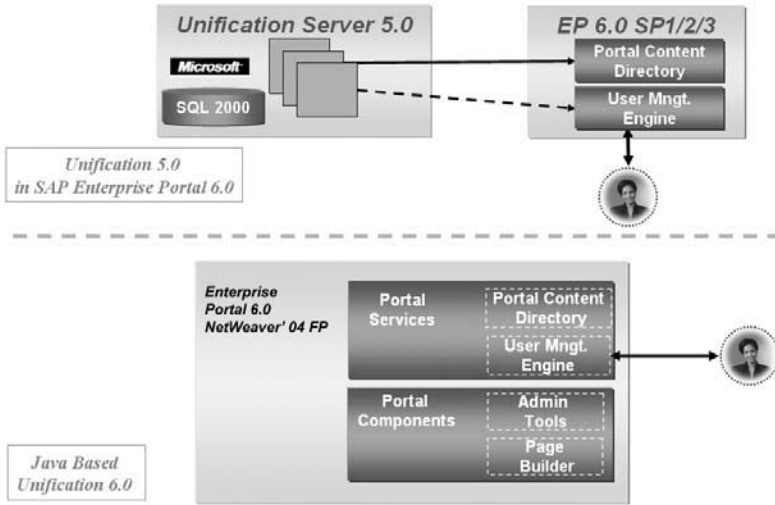 Unification Server 5.0
EP 6.0 SP1/2/3
Microsoft
SQL 2000
Portal Content
Directory
User Mngt.
Engine
Unification 5.0
in SAP Enterprise Portal 6.0
Enterprise
Portal 6.0
NetWeaver' 04 FP
Portal
Services
Portal Content
Directory
User Mngt.
Engine
Portal
Components
Admin
Tools
Page
Builder
Java Based
Unification 6.0